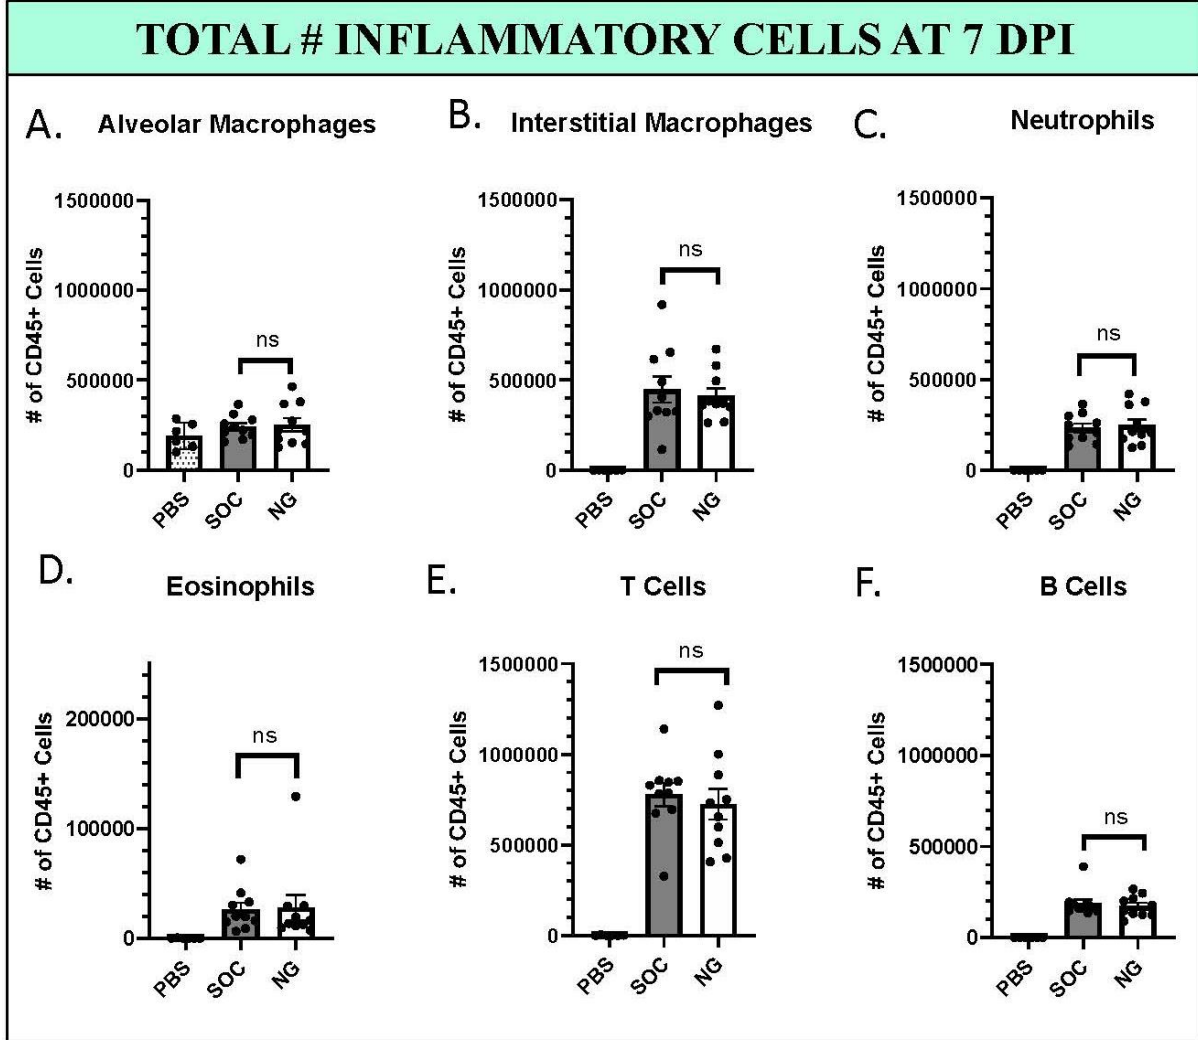 TOTAL # INFLAMMATORY CELLS AT 7 DPI
A.
Alveolar Macrophages
# of CD45+ Cells
1500000
1000000
500000
0
ns
PBS
SOC
NG
B.
Interstitial Macrophages
# of CD45+ Cells
1500000
1000000
500000
0
ns
PBS
SOC
NG
C.
Neutrophils
# of CD45+ Cells
1500000
1000000
500000
0
ns
PBS
SOC
NG
D.
Eosinophils
# of CD45+ Cells
200000
100000
0
ns
PBS
SOC
NG
E.
T Cells
# of CD45+ Cells
1500000
1000000
500000
0
ns
PBS
SOC
NG
F.
B Cells
# of CD45+ Cells
1500000
1000000
500000
0
ns
PBS
SOC
NG